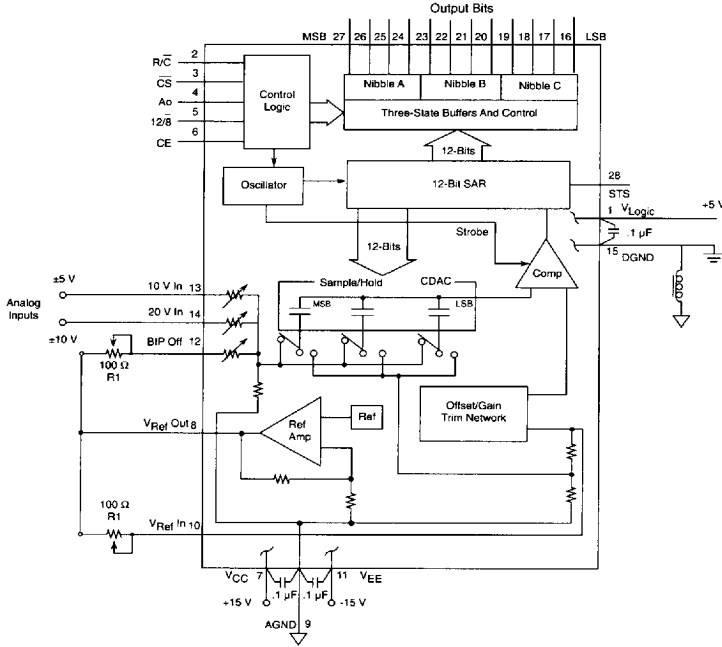 Output Bits
MSB 27 26 25 24 23 22 21 20 19 18 17 16 LSB
R/C̅ 2
C̅S̅ 3
Ao 4
12/8̅ 5
CE 6
Control Logic
Nibble A Nibble B Nibble C
Three-State Buffers And Control
12-Bits
Oscillator
12-Bit SAR
28
STS
1 VLogic +5 V
.1 µF
15 DGND
12-Bits
Strobe
Comp
Sample/Hold CDAC
MSB LSB
Analog Inputs
±5 V
10 V In 13
20 V In 14
±10 V
BIP Off 12
100 Ω
R1
VRef Out 8
Ref Amp
Ref
Offset/Gain Trim Network
100 Ω
R1
VRef In 10
VCC 7 11 VEE
.1 µF .1 µF
+15 V -15 V
AGND 9